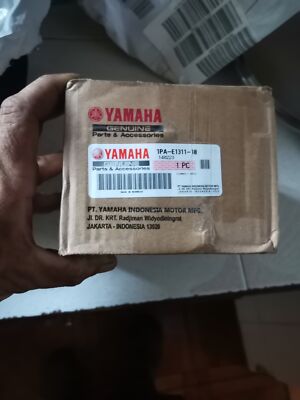 YAMAHA
GENUINE
Parts & Accessories
YAMAHA
GENUINE
Parts & Accessories
1PA-E1311-10
1 PC
PT. YAMAHA INDONESIA MOTOR MFG.
Jl. DR. KRT. Radjiman Widyodiningrat
JAKARTA - INDONESIA 13920